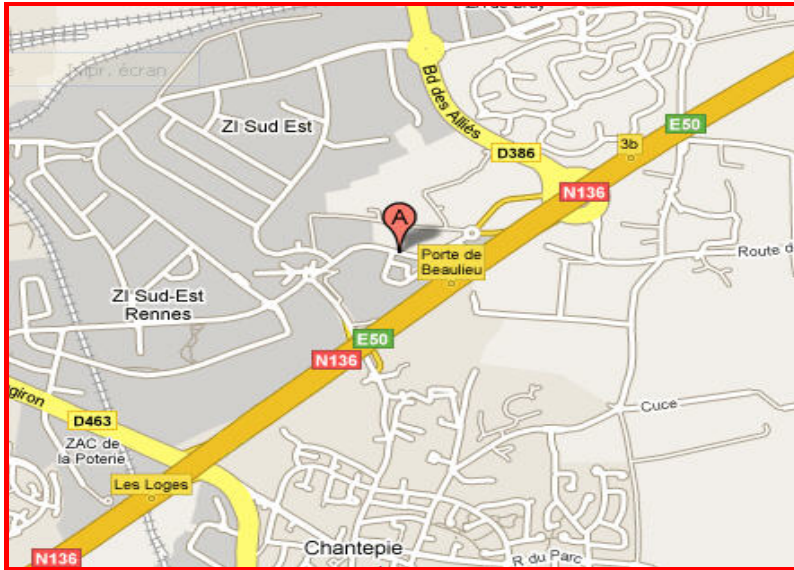 Impr. écran
ZI Sud Est
Bd des Alliés
D386
E50
3b
N136
A
Porte de
Beaulieu
Route d
ZI Sud-Est
Rennes
E50
N136
giron
D463
Cuce
ZAC de
la Poterie
Les Loges
Chantepie
N136
R du Parc